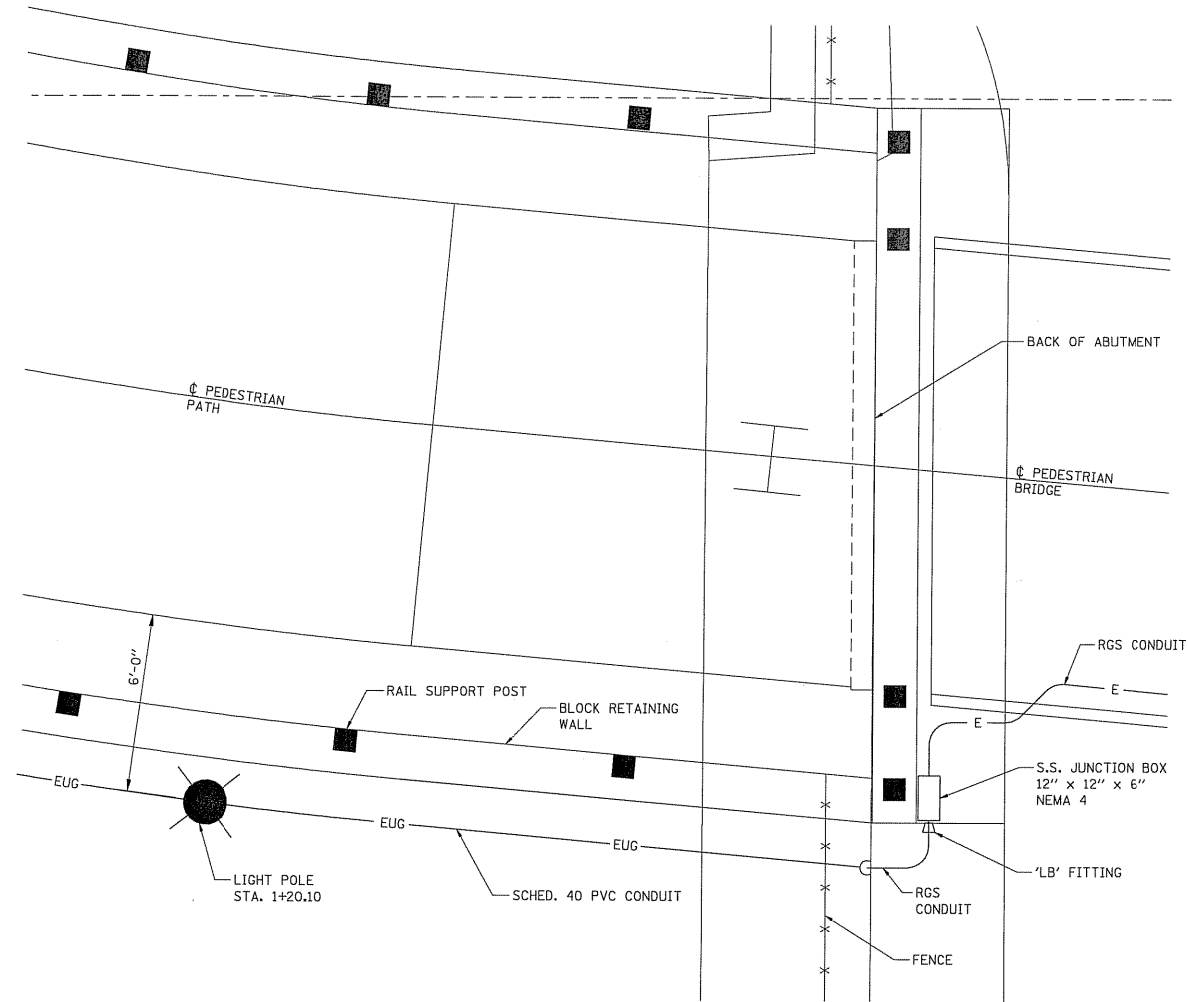 BACK OF ABUTMENT
℄ PEDESTRIAN
PATH
℄ PEDESTRIAN
BRIDGE
RGS CONDUIT
6'-0"
E
RAIL SUPPORT POST
BLOCK RETAINING
WALL
E
S.S. JUNCTION BOX
12" x 12" x 6"
NEMA 4
EUG
EUG
EUG
'LB' FITTING
LIGHT POLE
STA. 1+20.10
SCHED. 40 PVC CONDUIT
RGS
CONDUIT
FENCE